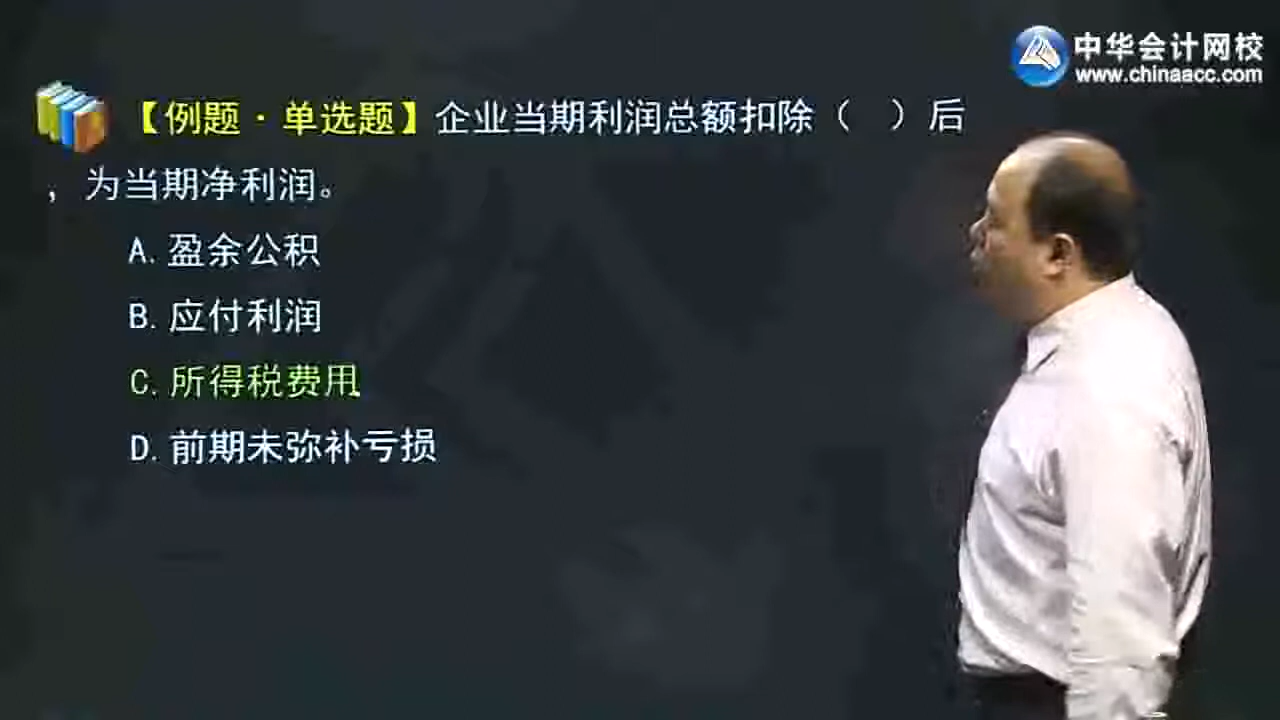 中华会计网校
www.chinaacc.com
【例题·单选题】企业当期利润总额扣除（ ）后
，为当期净利润。
A.盈余公积
B.应付利润
C.所得税费用
D.前期未弥补亏损